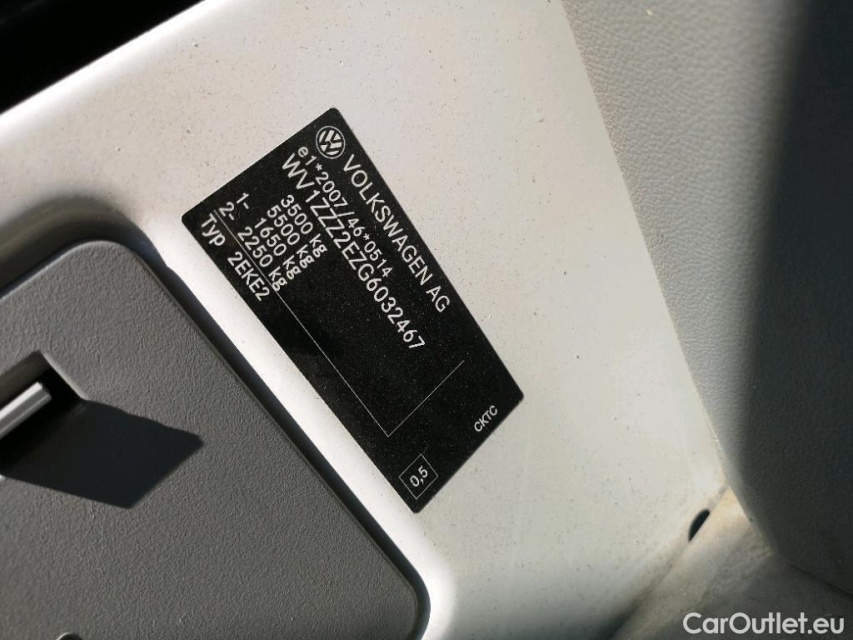 VOLKSWAGEN AG
e1*2007/46*0514
WV1ZZZ2EZG6032467
3500 kg
5500 kg
1- 1650 kg
2- 2250 kg
Typ 2EKE2
CKTC
0,5
CarOutlet.eu